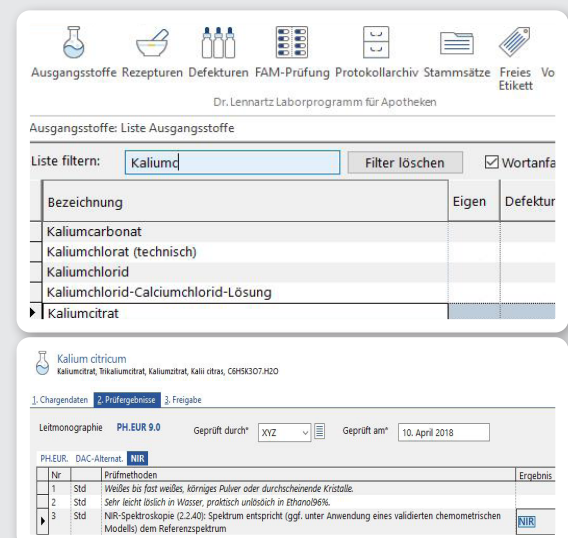 Ausgangsstoffe Rezepturen Defekturen FAM-Prüfung Protokollarchiv Stammsätze Freies Etikett Vo
Dr. Lennartz Laborprogramm für Apotheken
Ausgangsstoffe: Liste Ausgangsstoffe
Liste filtern: Kaliumc Filter löschen Wortanfa
Bezeichnung Eigen Defektur
Kaliumcarbonat
Kaliumchlorat (technisch)
Kaliumchlorid
Kaliumchlorid-Calciumchlorid-Lösung
Kaliumcitrat
Kalium citricum
Kaliumcitrat, Trikaliumcitrat, Kaliumzitrat, Kalii citras, C6H5K3O7.H2O
1. Chargendaten 2. Prüfergebnisse 3. Freigabe
Leitmonographie PH.EUR 9.0 Geprüft durch* XYZ Geprüft am* 10. April 2018
PH.EUR. DAC-Alternat. NIR
Nr Prüfmethoden Ergebnis
1 Std Weißes bis fast weißes, körniges Pulver oder durchscheinende Kristalle.
2 Std Sehr leicht löslich in Wasser, praktisch unlösöich in Ethanol96%.
3 Std NIR-Spektroskopie (2.2.40): Spektrum entspricht (ggf. unter Anwendung eines validierten chemometrischen
Modells) dem Referenzspektrum NIR